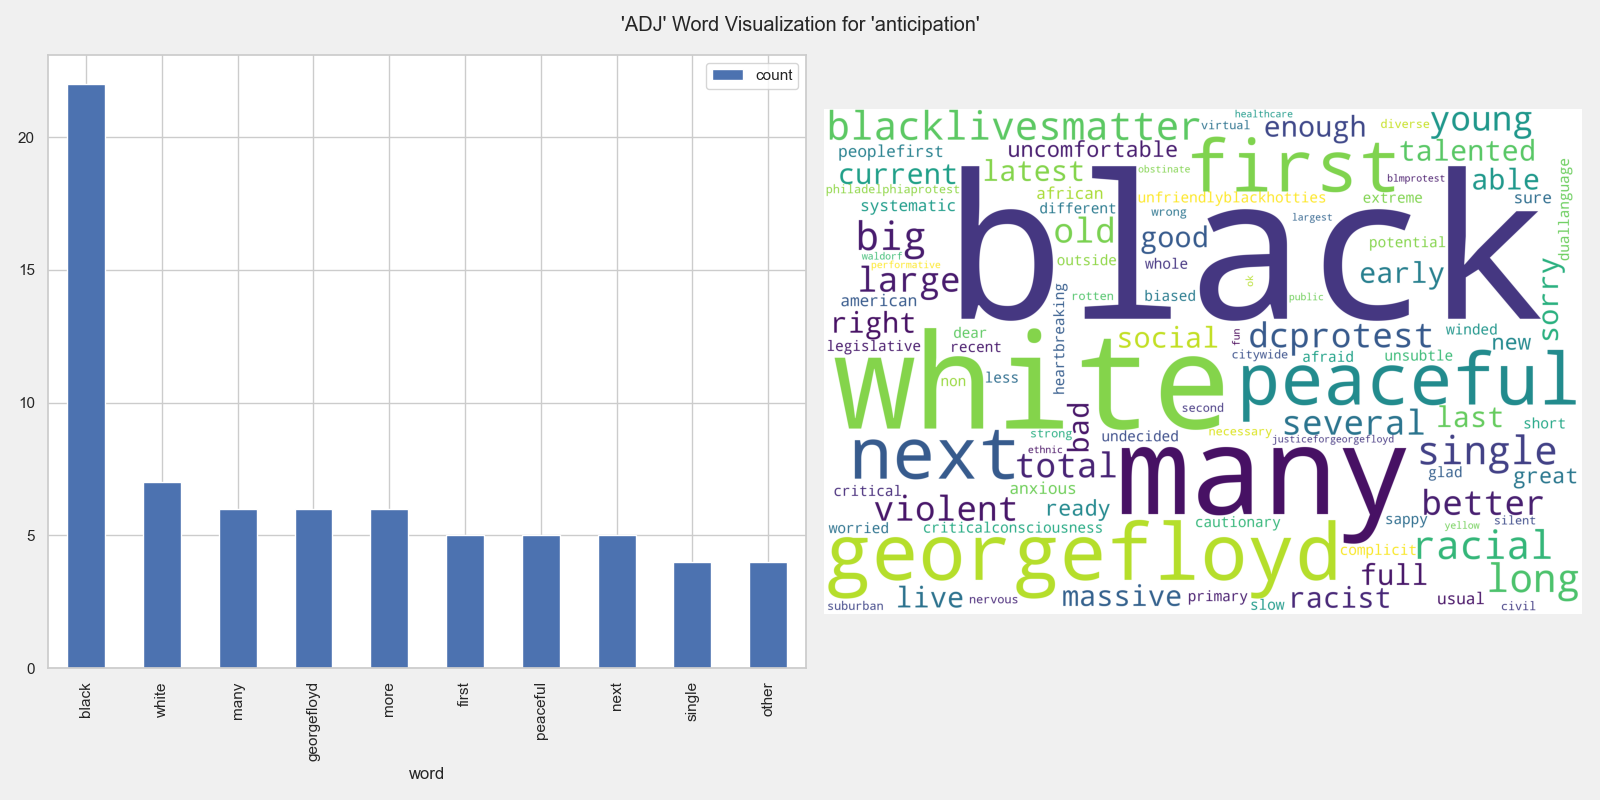 'ADJ' Word Visualization for 'anticipation'
count
20
15
10
5
0
black
white
many
georgefloyd
more
first
peaceful
next
single
other
word
healthcare
blacklivesmatter
virtual
enough
diverse
young
peoplefirst
uncomfortable
first
talented
current
latest
obstinate
blmprotest
able
philadelphiaprotest
african
unfriendlyblackhotties
extreme
sure
duallanguage
systematic
different
wrong
largest
black
big
old
good
potential
waldorf
performative
outside
whole
early
large
ok
sorry
american
heartbreaking
rotten
biased
public
right
dear
social
fun
dcprotest
winded
legislative
recent
new
citywide
afraid
unsubtle
white
non
less
peaceful
bad
second
several
last
short
next
strong
undecided
necessary
justiceforgeorgefloyd
ethnic
total
many
single
glad
great
critical
anxious
violent
ready
better
worried
criticalconsciousness
cautionary
sappy
yellow
silent
georgefloyd
complicit
racial
full
long
suburban
live
nervous
massive
primary
slow
racist
usual
civil